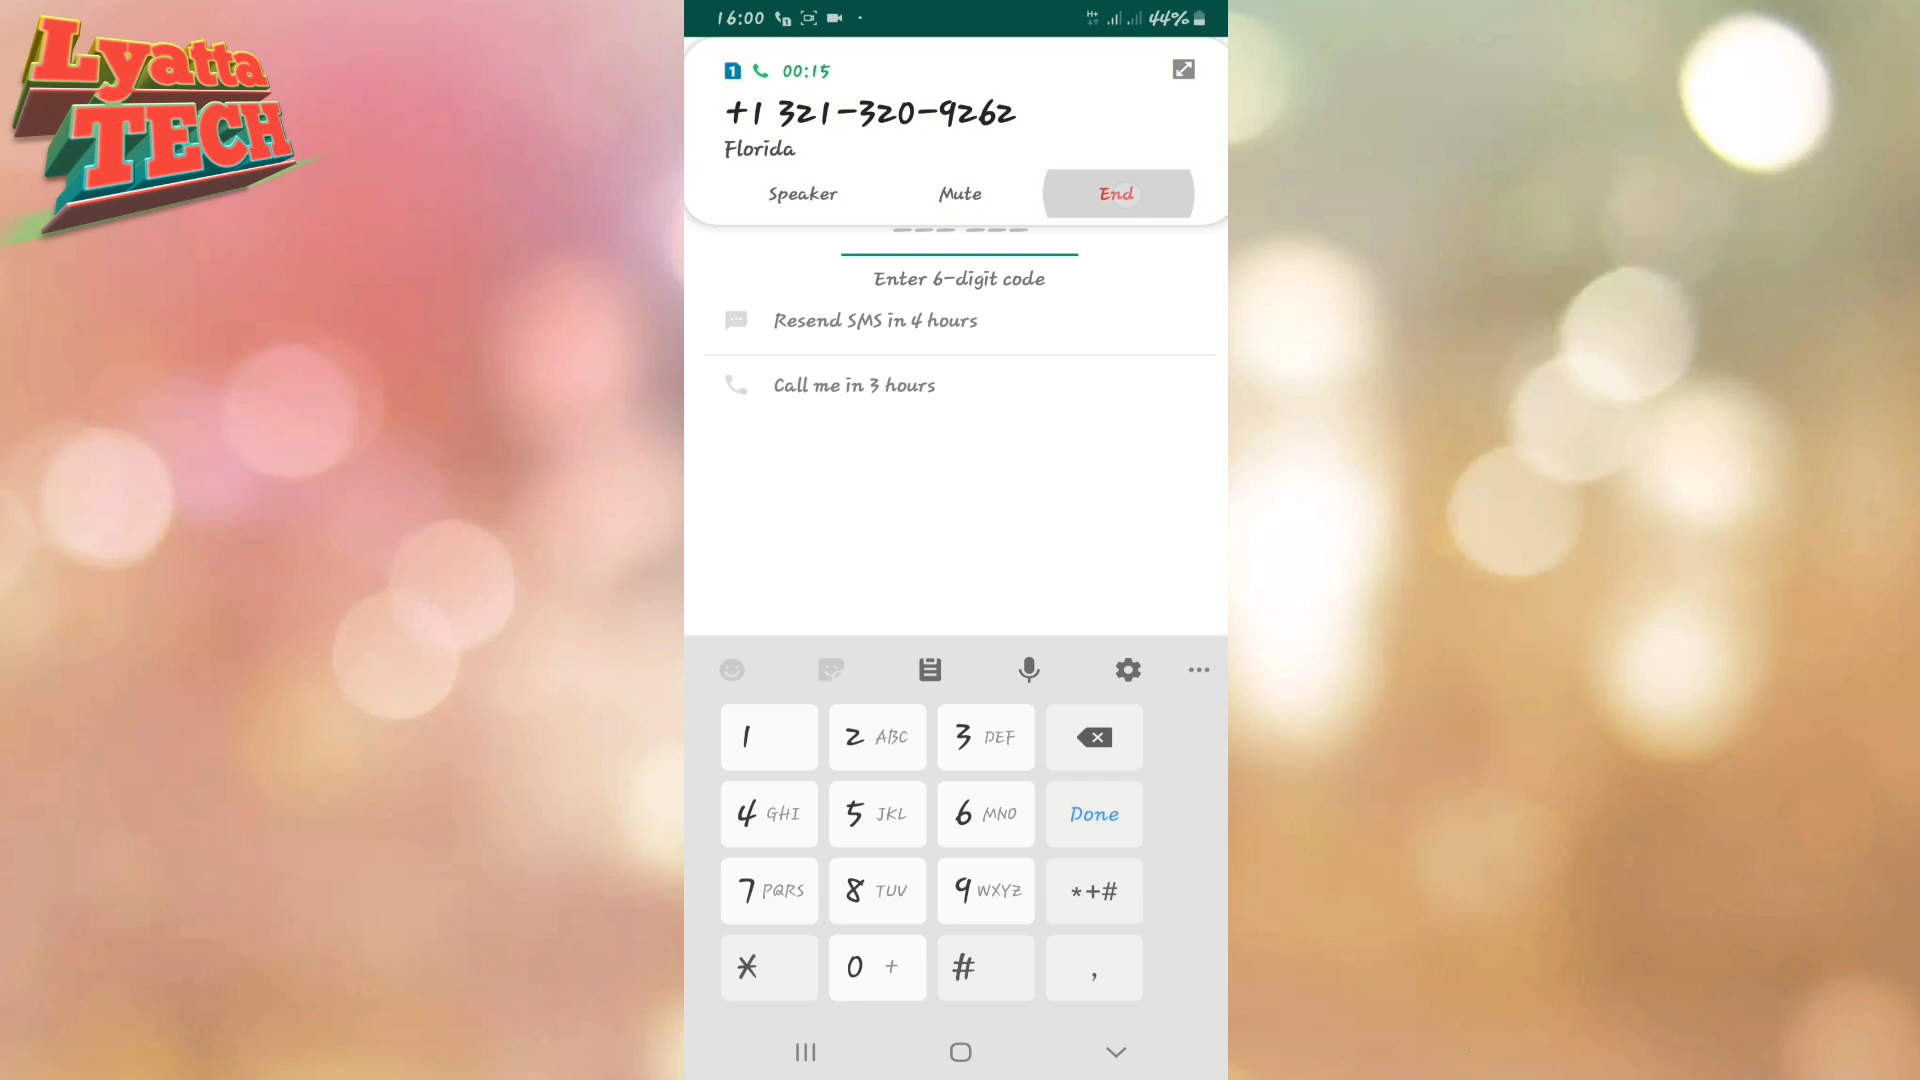 Lyatta
TECH
16:00
H+
44%
1
00:15
+1 321-320-9262
Florida
Speaker
Mute
End
Enter 6-digit code
Resend SMS in 4 hours
Call me in 3 hours
1
2 ABC
3 DEF
4 GHI
5 JKL
6 MNO
Done
7 PQRS
8 TUV
9 WXYZ
*+#
*
0 +
#
,